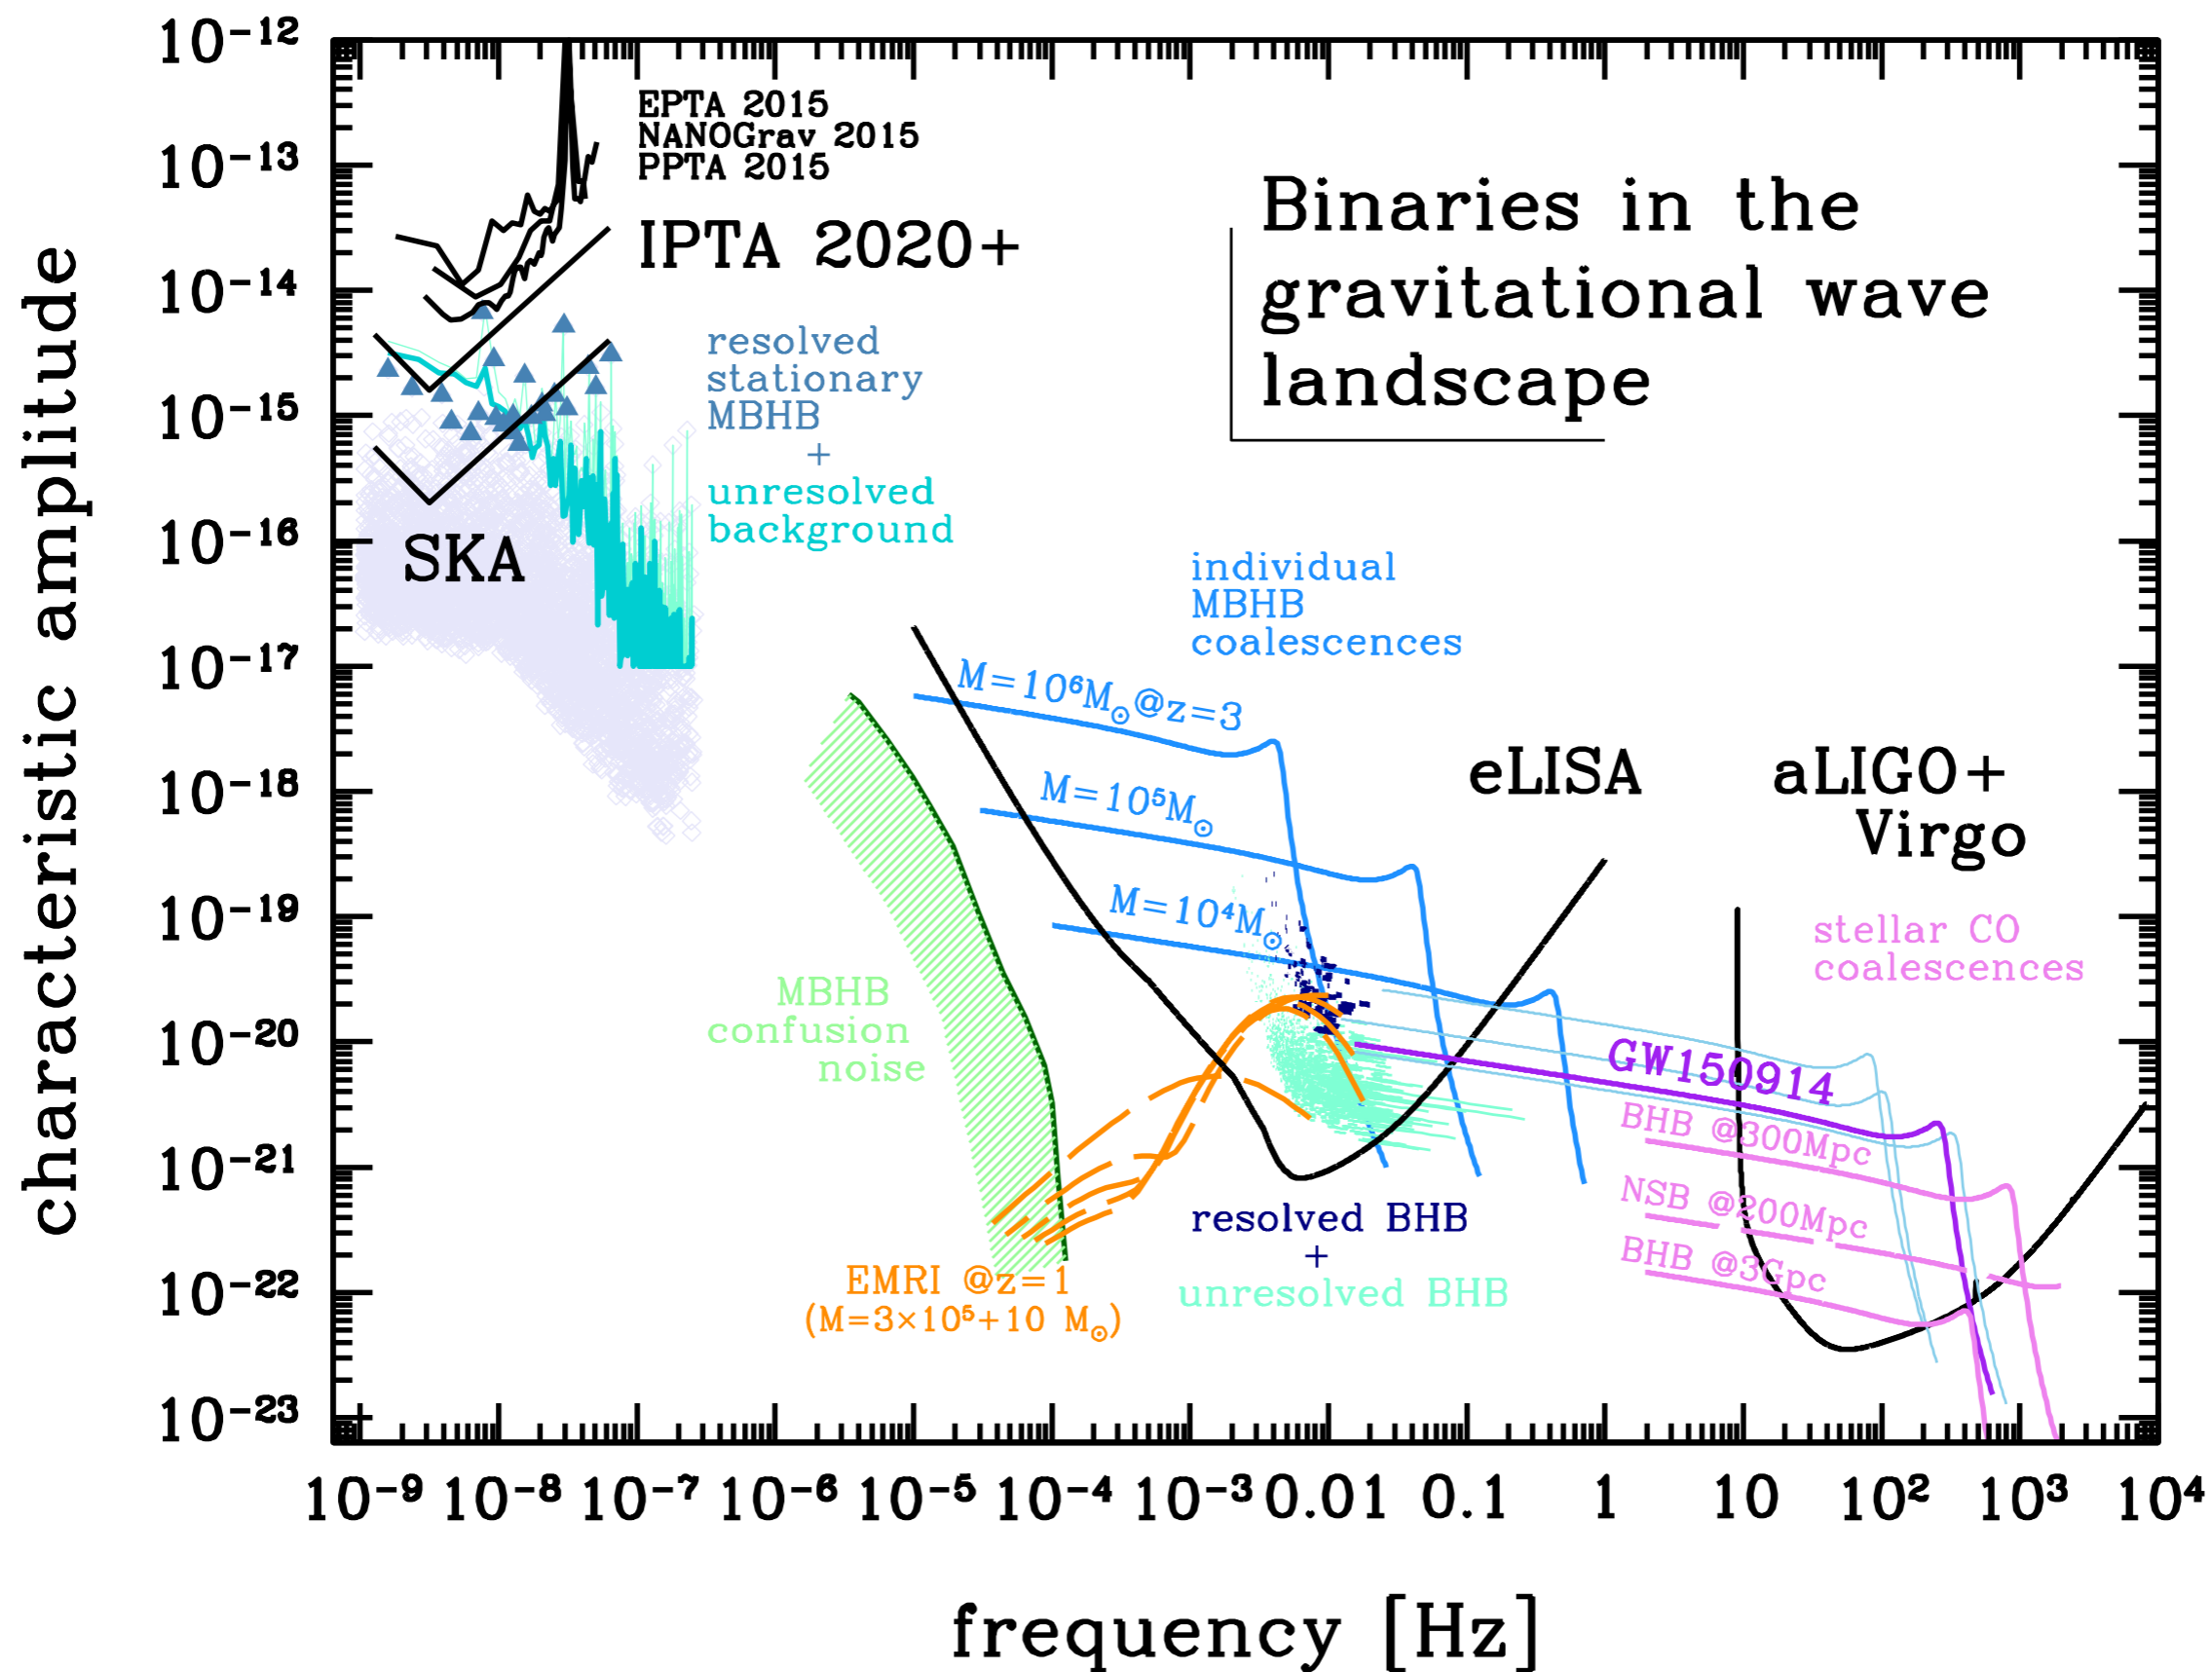 characteristic amplitude
10⁻¹²
10⁻¹³
10⁻¹⁴
10⁻¹⁵
10⁻¹⁶
10⁻¹⁷
10⁻¹⁸
10⁻¹⁹
10⁻²⁰
10⁻²¹
10⁻²²
10⁻²³
EPTA 2015
NANOGrav 2015
PPTA 2015
IPTA 2020+
Binaries in the
gravitational wave
landscape
resolved
stationary
MBHB
+
unresolved
background
SKA
individual
MBHB
coalescences
M=10⁶M⊙@z=3
M=10⁵M⊙
M=10⁴M⊙
eLISA
aLIGO+
Virgo
stellar CO
coalescences
MBHB
confusion
noise
GW150914
BHB @300Mpc
NSB @200Mpc
BHB @3Gpc
resolved BHB
+
unresolved BHB
EMRI @z=1
(M=3×10⁵+10 M⊙)
10⁻⁹ 10⁻⁸ 10⁻⁷ 10⁻⁶ 10⁻⁵ 10⁻⁴ 10⁻³ 0.01 0.1 1 10 10² 10³ 10⁴
frequency [Hz]